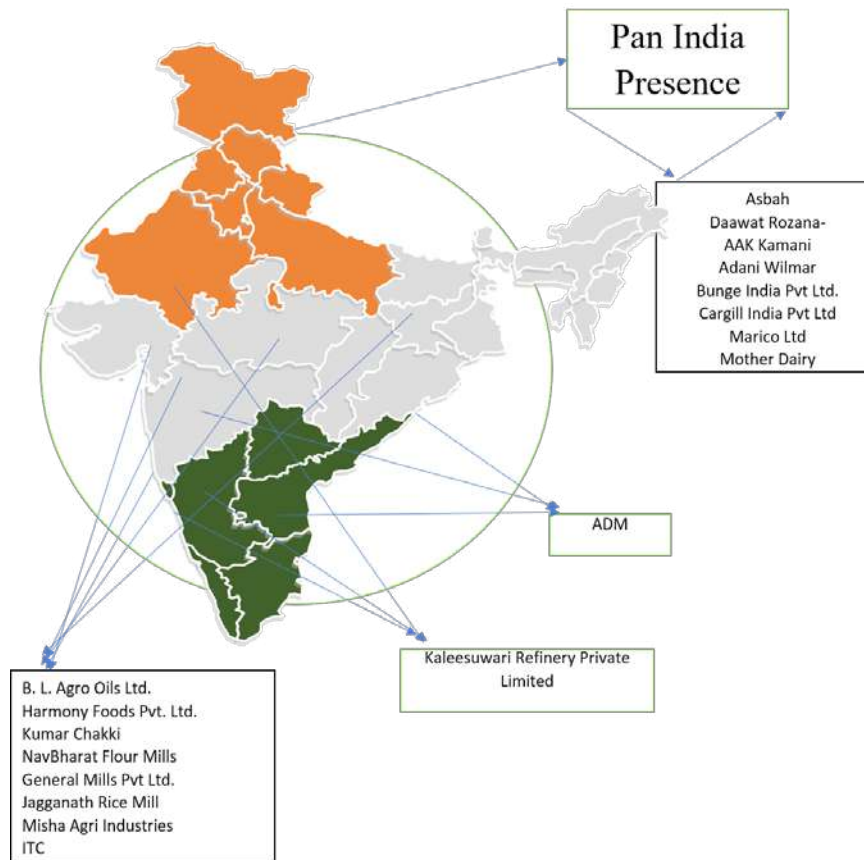 Pan India
Presence
Asbah
Daawat Rozana-
AAK Kamani
Adani Wilmar
Bunge India Pvt Ltd.
Cargill India Pvt Ltd
Marico Ltd
Mother Dairy
ADM
Kaleesuwari Refinery Private
Limited
B. L. Agro Oils Ltd.
Harmony Foods Pvt. Ltd.
Kumar Chakki
NavBharat Flour Mills
General Mills Pvt Ltd.
Jagganath Rice Mill
Misha Agri Industries
ITC